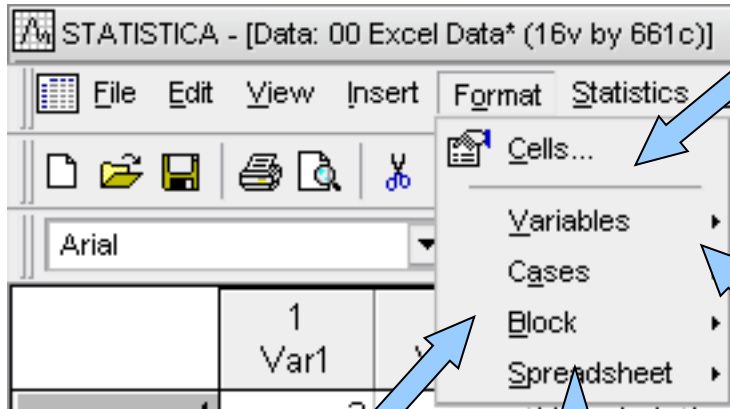 STATISTICA - [Data: 00 Excel Data* (16v by 661c)]
File Edit View Insert Format Statistics
Cells...
Variables
Arial
Cases
1
Block
Var1
Spreadsheet